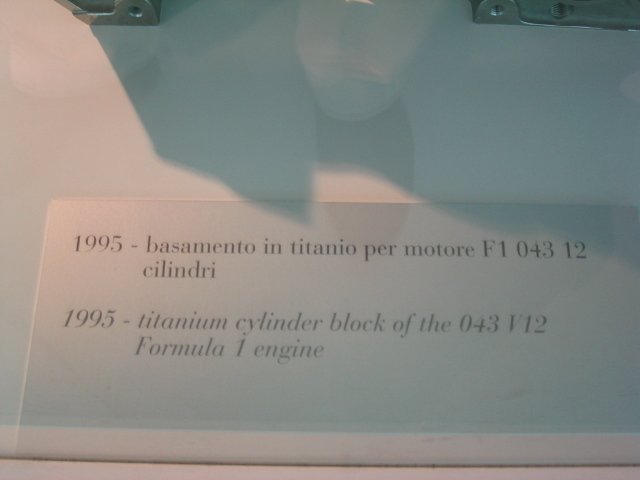 1995 - basamento in titanio per motore F1 043 12
cilindri
1995 - titanium cylinder block of the 043 V12
Formula 1 engine